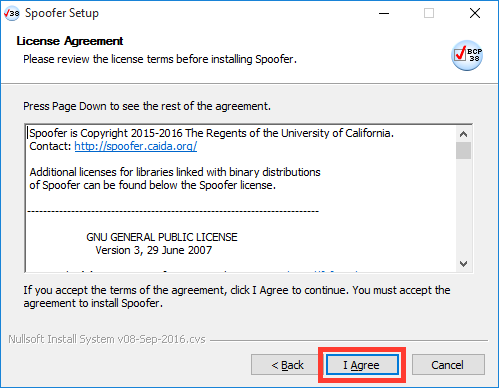 38 Spoofer Setup
License Agreement
Please review the license terms before installing Spoofer.
BCP
38
Press Page Down to see the rest of the agreement.
Spoofer is Copyright 2015-2016 The Regents of the University of California.
Contact: http://spoofer.caida.org/
Additional licenses for libraries linked with binary distributions
of Spoofer can be found below the Spoofer license.
-------------------------------------------------------------------------
GNU GENERAL PUBLIC LICENSE
Version 3, 29 June 2007
If you accept the terms of the agreement, click I Agree to continue. You must accept the
agreement to install Spoofer.
Nullsoft Install System v08-Sep-2016.cvs
< Back I Agree Cancel